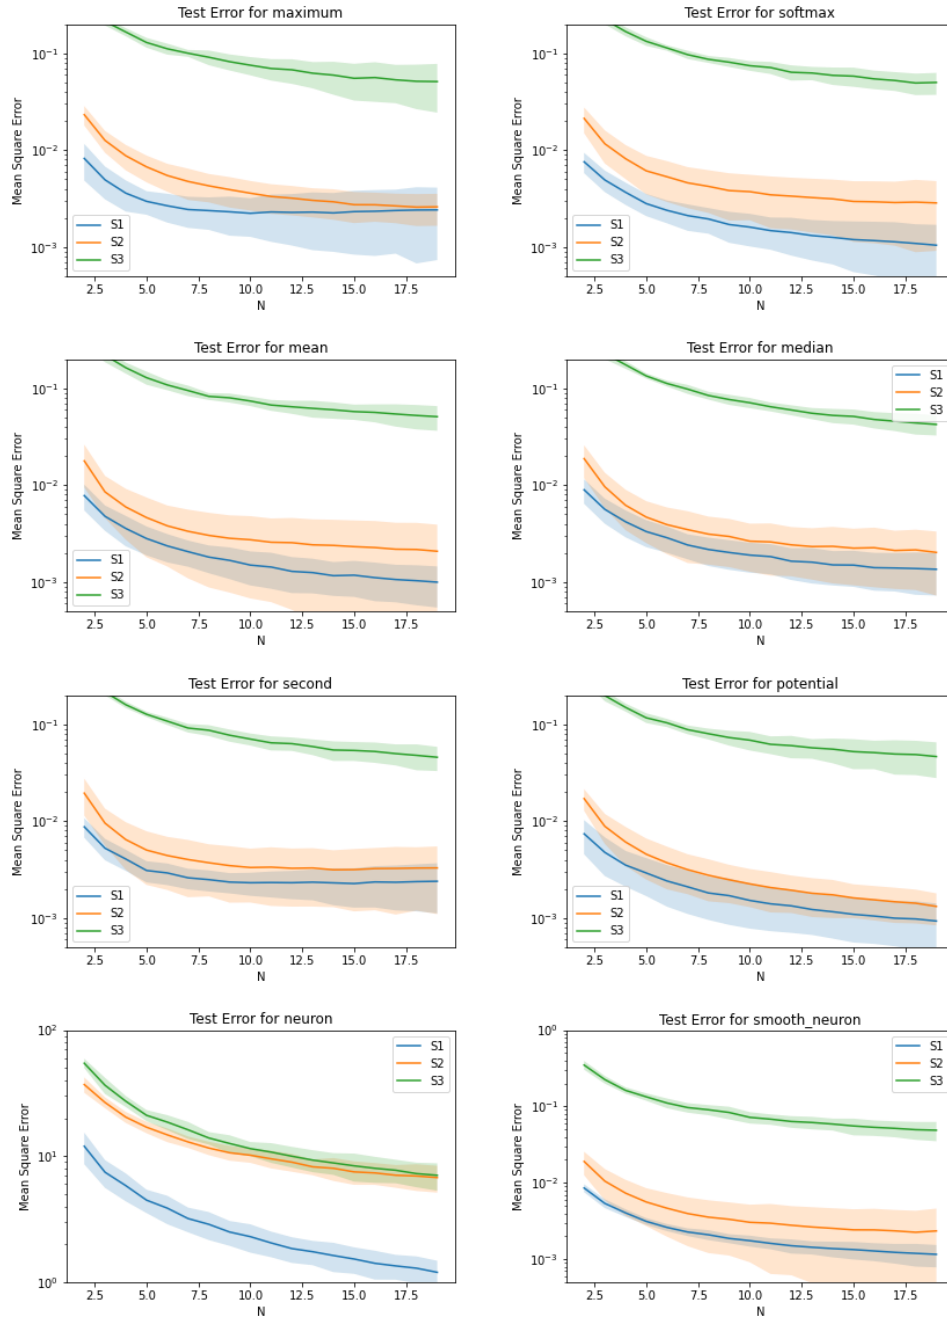 Test Error for maximum
Mean Square Error
10⁻¹
10⁻²
10⁻³
S1
S2
S3
2.5 5.0 7.5 10.0 12.5 15.0 17.5
N
Test Error for softmax
Mean Square Error
10⁻¹
10⁻²
10⁻³
S1
S2
S3
2.5 5.0 7.5 10.0 12.5 15.0 17.5
N
Test Error for mean
Mean Square Error
10⁻¹
10⁻²
10⁻³
S1
S2
S3
2.5 5.0 7.5 10.0 12.5 15.0 17.5
N
Test Error for median
Mean Square Error
10⁻¹
10⁻²
10⁻³
S1
S2
S3
2.5 5.0 7.5 10.0 12.5 15.0 17.5
N
Test Error for second
Mean Square Error
10⁻¹
10⁻²
10⁻³
S1
S2
S3
2.5 5.0 7.5 10.0 12.5 15.0 17.5
N
Test Error for potential
Mean Square Error
10⁻¹
10⁻²
10⁻³
S1
S2
S3
2.5 5.0 7.5 10.0 12.5 15.0 17.5
N
Test Error for neuron
Mean Square Error
10²
10¹
10⁰
S1
S2
S3
2.5 5.0 7.5 10.0 12.5 15.0 17.5
N
Test Error for smooth_neuron
Mean Square Error
10⁰
10⁻¹
10⁻²
10⁻³
S1
S2
S3
2.5 5.0 7.5 10.0 12.5 15.0 17.5
N